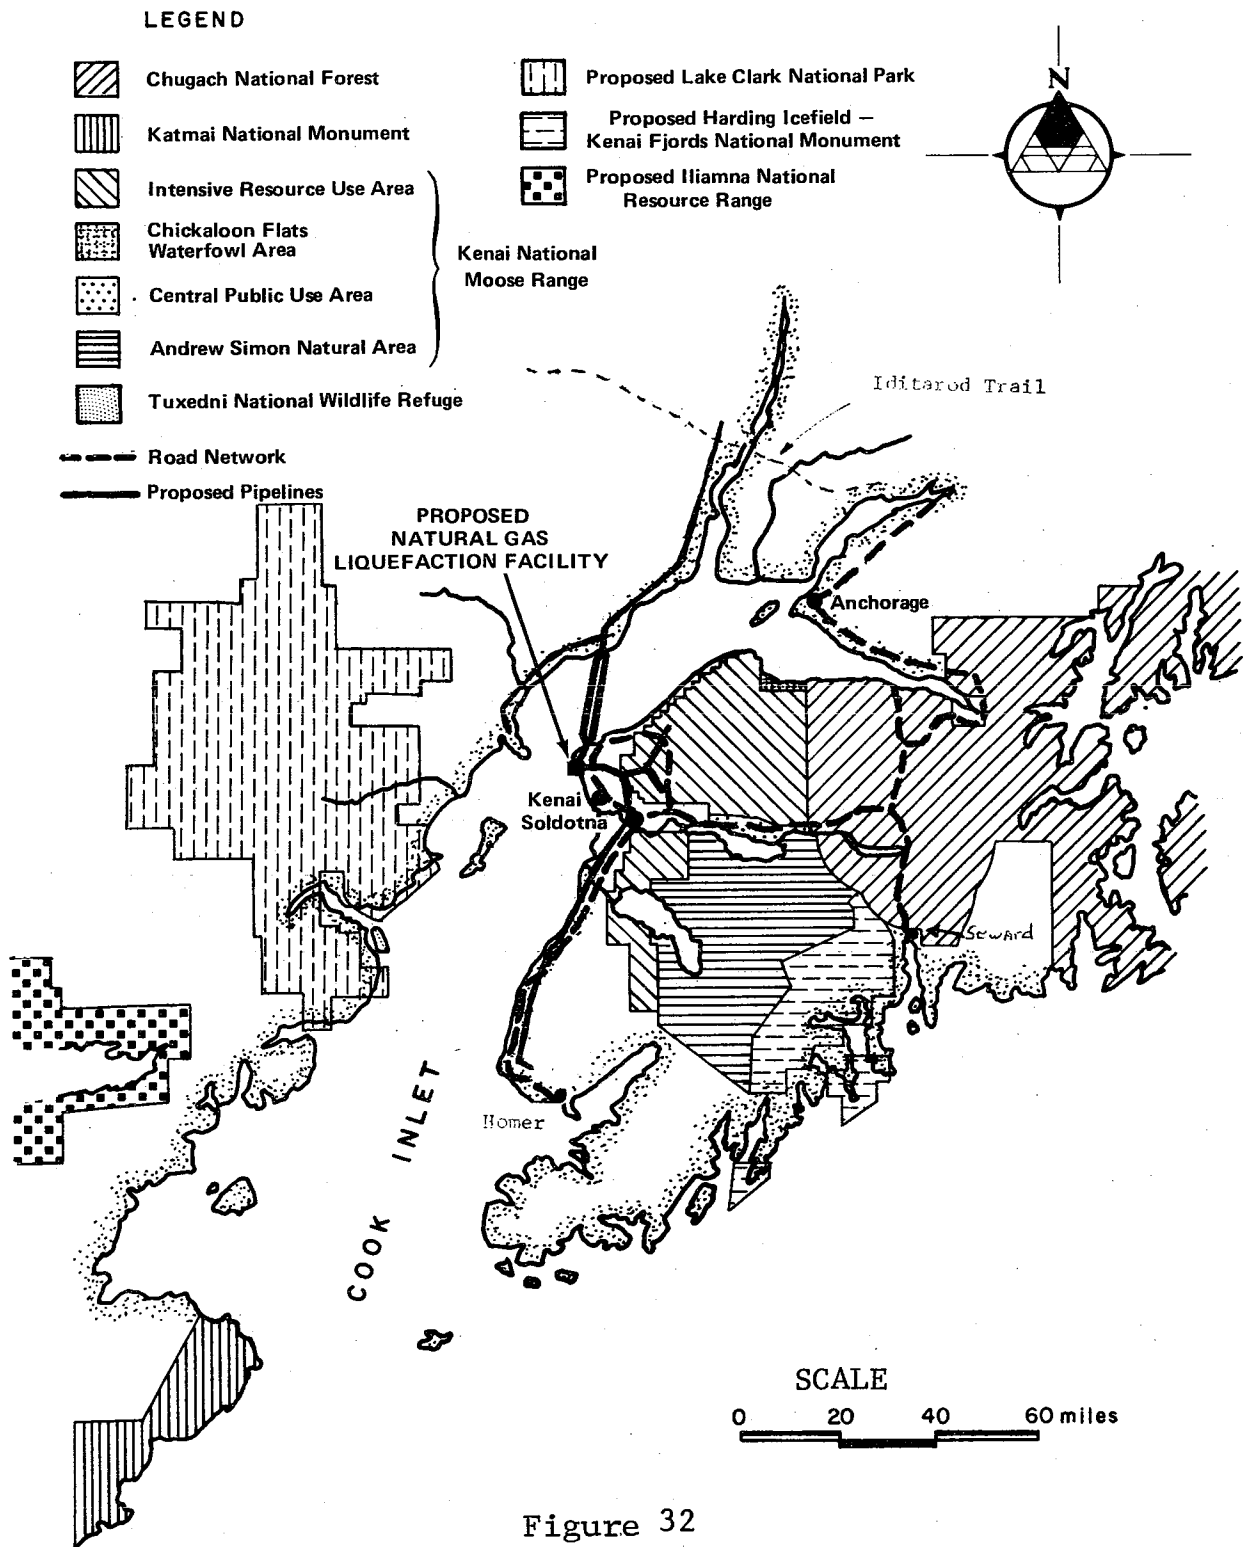 LEGEND
Chugach National Forest
Katmai National Monument
Intensive Resource Use Area
Chickaloon Flats
Waterfowl Area
Central Public Use Area
Andrew Simon Natural Area
Kenai National
Moose Range
Tuxedni National Wildlife Refuge
Road Network
Proposed Pipelines
Proposed Lake Clark National Park
Proposed Harding Icefield —
Kenai Fjords National Monument
Proposed Iliamna National
Resource Range
N
Iditarod Trail
PROPOSED
NATURAL GAS
LIQUEFACTION FACILITY
Anchorage
Kenai
Soldotna
Seward
Homer
COOK INLET
SCALE
0 20 40 60 miles
Figure 32